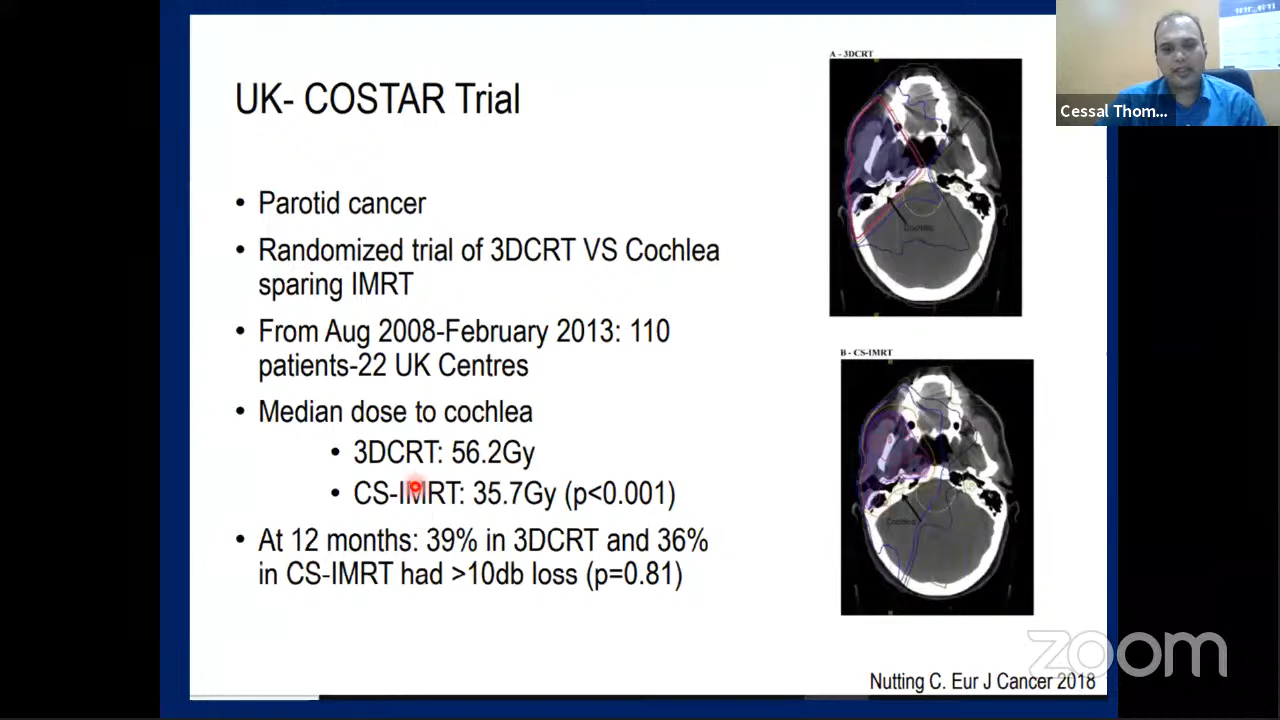 UK- COSTAR Trial
• Parotid cancer
• Randomized trial of 3DCRT VS Cochlea
sparing IMRT
• From Aug 2008-February 2013: 110
patients-22 UK Centres
• Median dose to cochlea
• 3DCRT: 56.2Gy
• CS-IMRT: 35.7Gy (p<0.001)
• At 12 months: 39% in 3DCRT and 36%
in CS-IMRT had >10db loss (p=0.81)
A - 3DCRT
Cochlea
B - CS-IMRT
Cochlea
Nutting C. Eur J Cancer 2018
Cessal Thom...
zoom